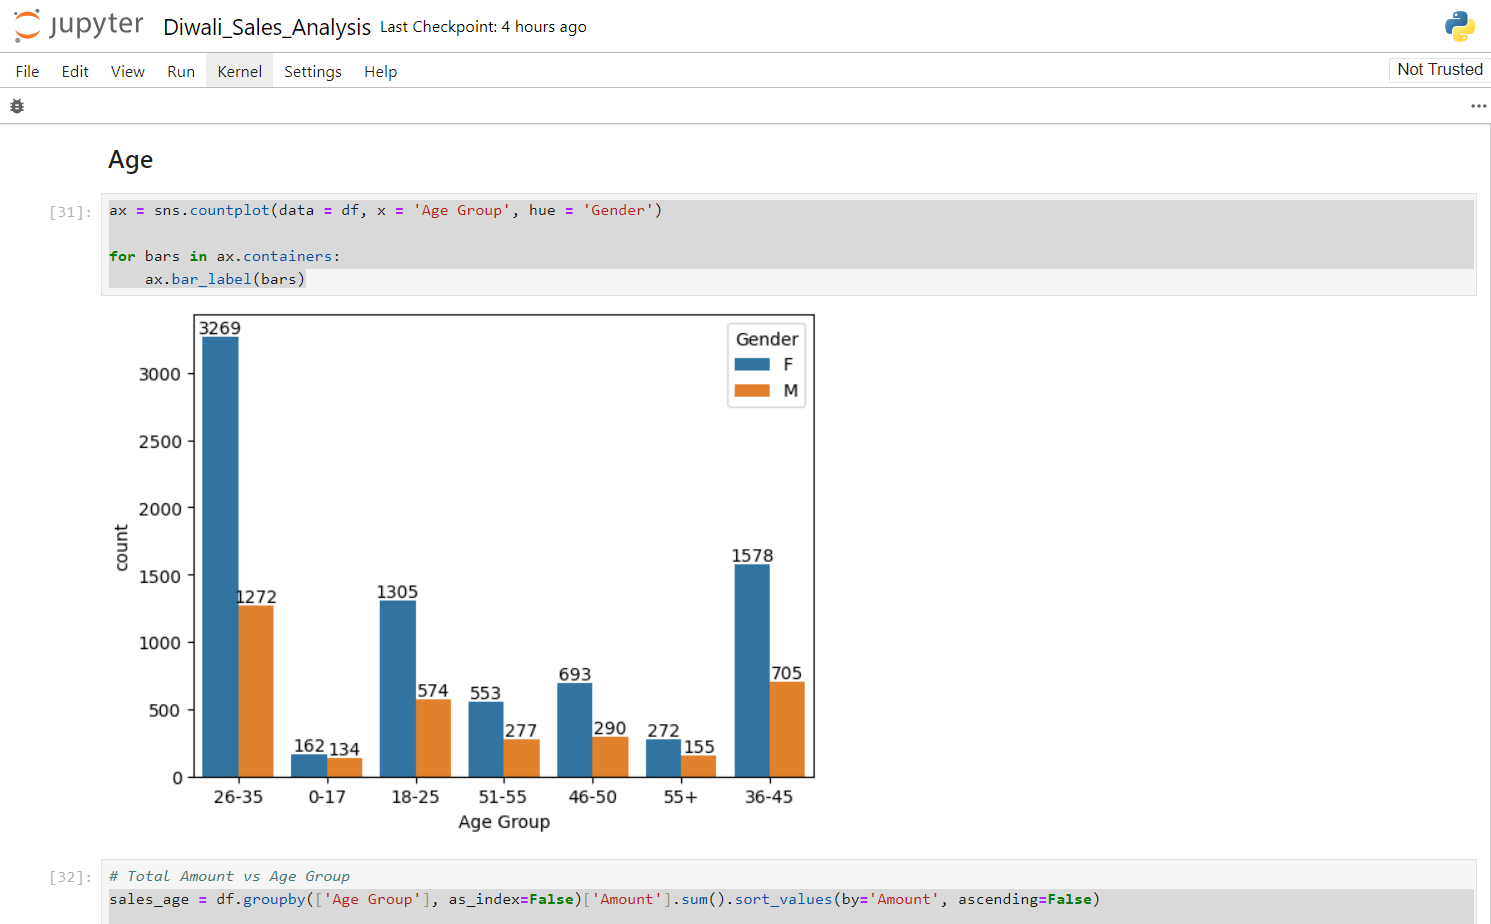 jupyter Diwali_Sales_Analysis Last Checkpoint: 4 hours ago
File Edit View Run Kernel Settings Help Not Trusted
Age
[31]: ax = sns.countplot(data = df, x = 'Age Group', hue = 'Gender')
for bars in ax.containers:
ax.bar_label(bars)
3269
Gender
F
M
3000
2500
2000
count
1578
1500
1305
1272
1000
705
693
574
553
500
290
277
272
162 134
155
0
26-35 0-17 18-25 51-55 46-50 55+ 36-45
Age Group
[32]: # Total Amount vs Age Group
sales_age = df.groupby(['Age Group'], as_index=False)['Amount'].sum().sort_values(by='Amount', ascending=False)